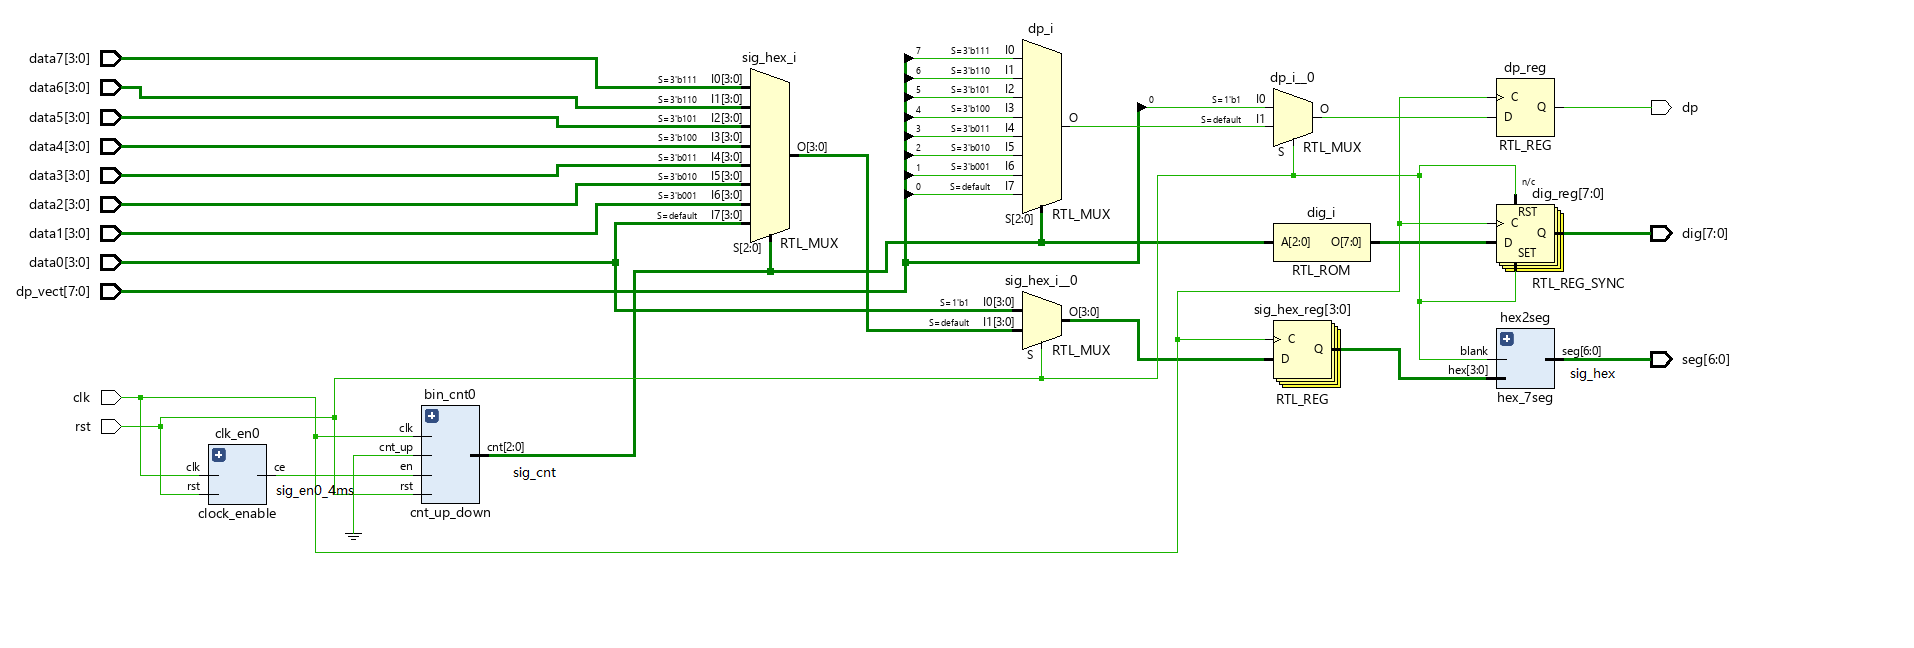 data7[3:0]
data6[3:0]
data5[3:0]
data4[3:0]
data3[3:0]
data2[3:0]
data1[3:0]
data0[3:0]
dp_vect[7:0]
clk
rst
sig_hex_i
S=3'b111 I0[3:0]
S=3'b110 I1[3:0]
S=3'b101 I2[3:0]
S=3'b100 I3[3:0]
S=3'b011 I4[3:0]
S=3'b010 I5[3:0]
S=3'b001 I6[3:0]
S=default I7[3:0]
O[3:0]
S[2:0]
RTL_MUX
clk_en0
clk
rst
ce
sig_en0_4ms
clock_enable
bin_cnt0
clk
cnt_up
en
rst
cnt[2:0]
sig_cnt
cnt_up_down
dp_i
7 S=3'b111 I0
6 S=3'b110 I1
5 S=3'b101 I2
4 S=3'b100 I3
3 S=3'b011 I4
2 S=3'b010 I5
1 S=3'b001 I6
0 S=default I7
O
S[2:0]
RTL_MUX
sig_hex_i__0
S=1'b1 I0[3:0]
S=default I1[3:0]
O[3:0]
S
RTL_MUX
dp_i__0
0 S=1'b1 I0
S=default I1
O
S
RTL_MUX
dig_i
A[2:0] O[7:0]
RTL_ROM
sig_hex_reg[3:0]
C
Q
D
RTL_REG
dp_reg
C
Q
D
RTL_REG
n/c
dig_reg[7:0]
RST
C
Q
D
SET
RTL_REG_SYNC
hex2seg
blank
hex[3:0]
seg[6:0]
sig_hex
hex_7seg
dp
dig[7:0]
seg[6:0]